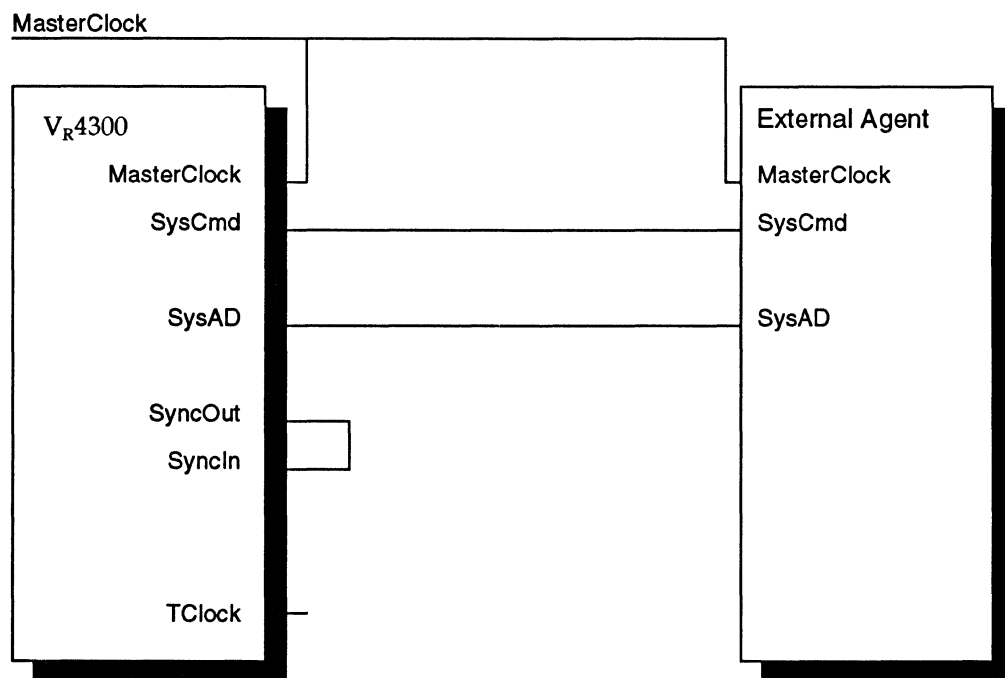 MasterClock
VR4300
MasterClock
SysCmd
SysAD
SyncOut
SyncIn
TClock
External Agent
MasterClock
SysCmd
SysAD